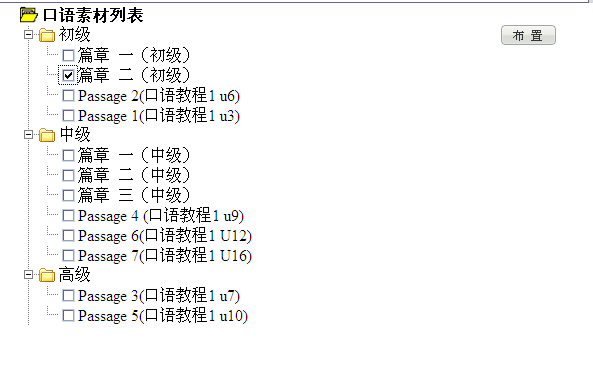 口语素材列表
初级
布 置
篇章 一（初级）
篇章 二（初级）
Passage 2(口语教程1 u6)
Passage 1(口语教程1 u3)
中级
篇章 一（中级）
篇章 二（中级）
篇章 三（中级）
Passage 4 (口语教程1 u9)
Passage 6(口语教程1 U12)
Passage 7(口语教程1 U16)
高级
Passage 3(口语教程1 u7)
Passage 5(口语教程1 u10)